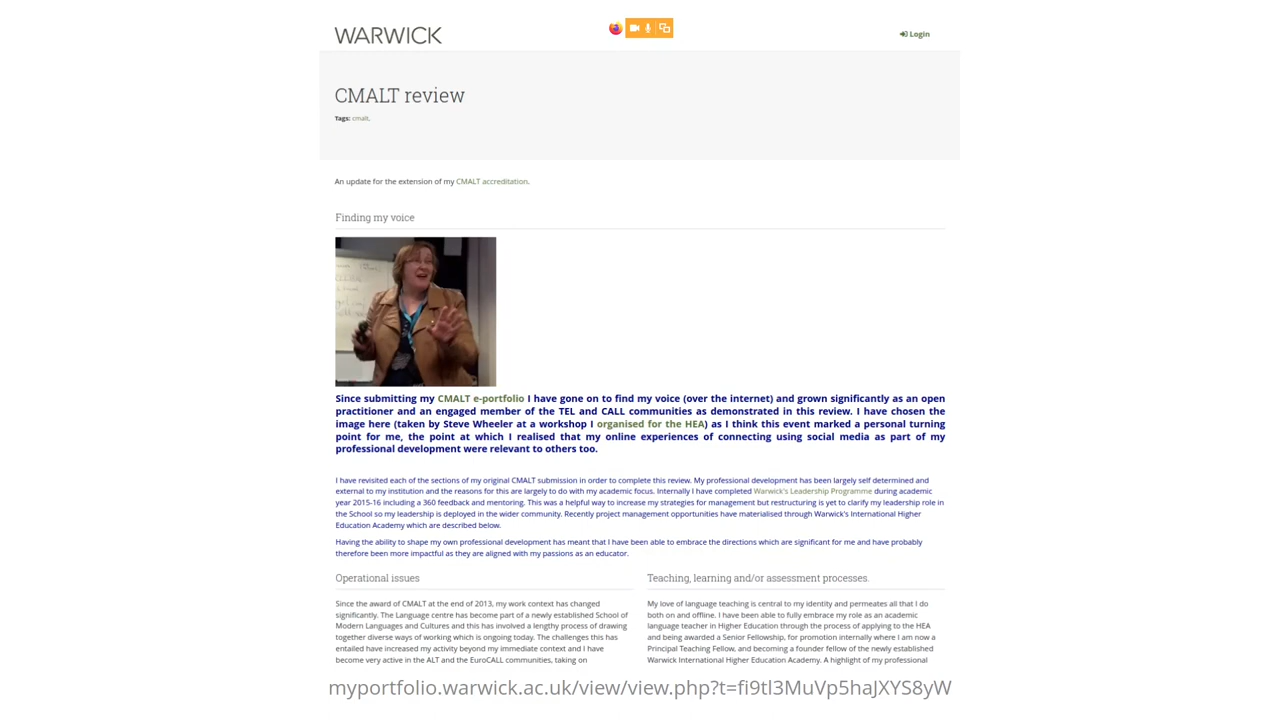 WARWICK
Login
CMALT review
Tags: cmalt,
An update for the extension of my CMALT accreditation.
Finding my voice
Since submitting my CMALT e-portfolio I have gone on to find my voice (over the internet) and grown significantly as an open
practitioner and an engaged member of the TEL and CALL communities as demonstrated in this review. I have chosen the
image here (taken by Steve Wheeler at a workshop I organised for the HEA) as I think this event marked a personal turning
point for me, the point at which I realised that my online experiences of connecting using social media as part of my
professional development were relevant to others too.
I have revisited each of the sections of my original CMALT submission in order to complete this review. My professional development has been largely self determined and
external to my institution and the reasons for this are largely to do with my academic focus. Internally I have completed Warwick's Leadership Programme during academic
year 2015-16 including a 360 feedback and mentoring. This was a helpful way to increase my strategies for management but restructuring is yet to clarify my leadership role in
the School so my leadership is deployed in the wider community. Recently project management opportunities have materialised through Warwick's International Higher
Education Academy which are described below.
Having the ability to shape my own professional development has meant that I have been able to embrace the directions which are significant for me and have probably
therefore been more impactful as they are aligned with my passions as an educator.
Operational issues
Since the award of CMALT at the end of 2013, my work context has changed
significantly. The Language centre has become part of a newly established School of
Modern Languages and Cultures and this has involved a lengthy process of drawing
together diverse ways of working which is ongoing today. The challenges this has
entailed have increased my activity beyond my immediate context and I have
become very active in the ALT and the EuroCALL communities, taking on
Teaching, learning and/or assessment processes.
My love of language teaching is central to my identity and permeates all that I do
both on and offline. I have been able to fully embrace my role as an academic
language teacher in Higher Education through the process of applying to the HEA
and being awarded a Senior Fellowship, for promotion internally where I am now a
Principal Teaching Fellow, and becoming a founder fellow of the newly established
Warwick International Higher Education Academy. A highlight of my professional
myportfolio.warwick.ac.uk/view/view.php?t=fi9tl3MuVp5haJXYS8yW